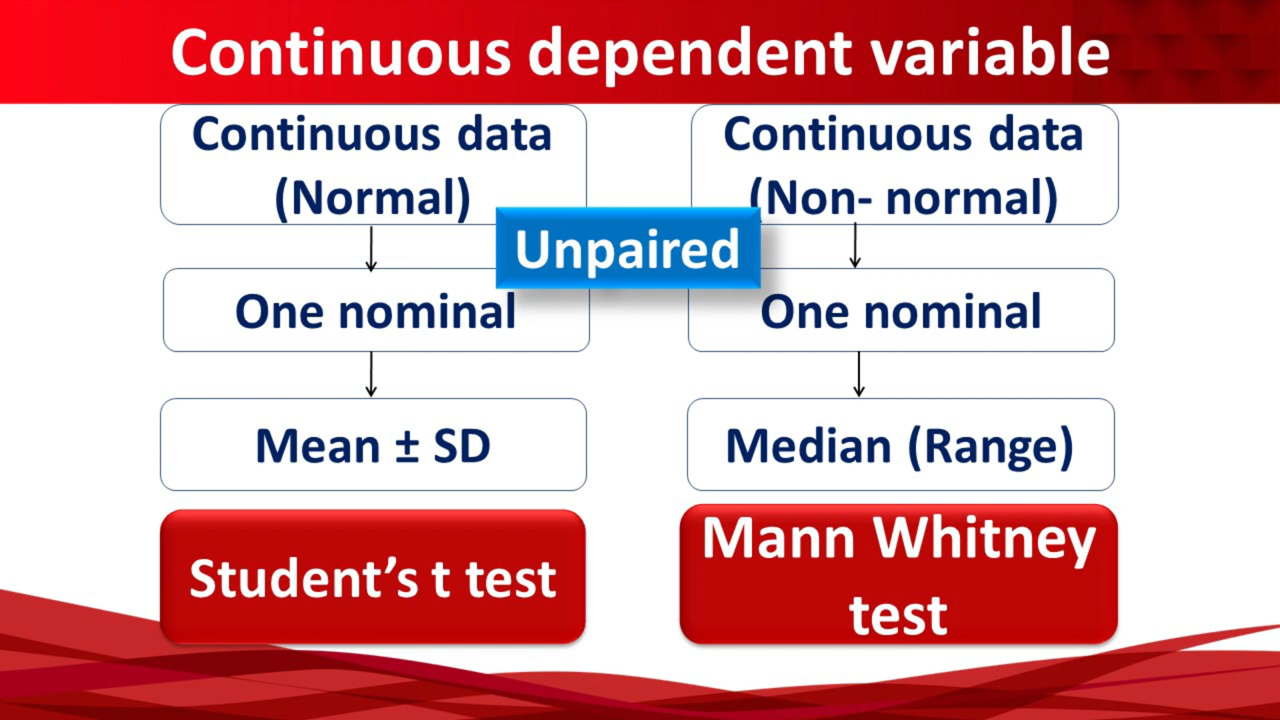 Continuous dependent variable
Continuous data
(Normal)
Continuous data
(Non- normal)
Unpaired
One nominal
One nominal
Mean ± SD
Median (Range)
Student’s t test
Mann Whitney
test